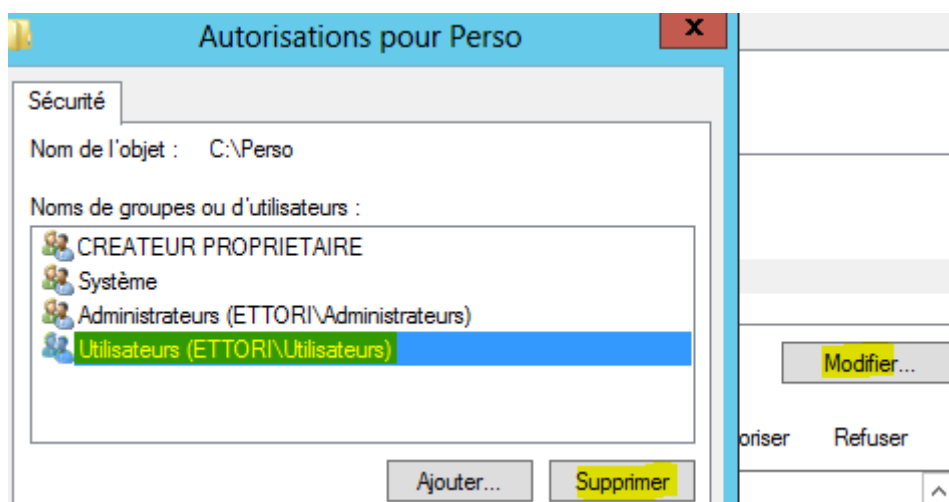 Autorisations pour Perso
x
Sécurité
Nom de l'objet : C:\Perso
Noms de groupes ou d'utilisateurs :
CREATEUR PROPRIETAIRE
Système
Administrateurs (ETTORI\Administrateurs)
Utilisateurs (ETTORI\Utilisateurs)
Ajouter... Supprimer
Modifier...
oriser Refuser